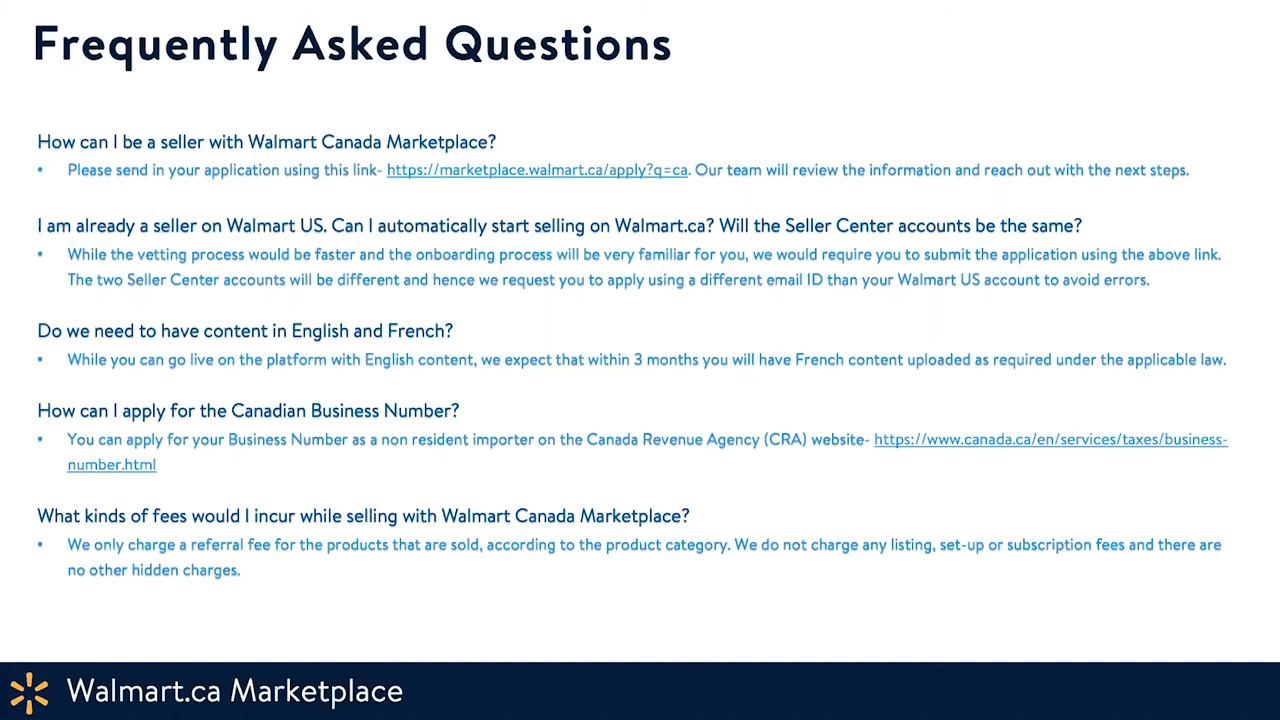 Frequently Asked Questions
How can I be a seller with Walmart Canada Marketplace?
• Please send in your application using this link- https://marketplace.walmart.ca/apply?q=ca. Our team will review the information and reach out with the next steps.
I am already a seller on Walmart US. Can I automatically start selling on Walmart.ca? Will the Seller Center accounts be the same?
• While the vetting process would be faster and the onboarding process will be very familiar for you, we would require you to submit the application using the above link.
The two Seller Center accounts will be different and hence we request you to apply using a different email ID than your Walmart US account to avoid errors.
Do we need to have content in English and French?
• While you can go live on the platform with English content, we expect that within 3 months you will have French content uploaded as required under the applicable law.
How can I apply for the Canadian Business Number?
• You can apply for your Business Number as a non resident importer on the Canada Revenue Agency (CRA) website- https://www.canada.ca/en/services/taxes/business-
number.html
What kinds of fees would I incur while selling with Walmart Canada Marketplace?
• We only charge a referral fee for the products that are sold, according to the product category. We do not charge any listing, set-up or subscription fees and there are
no other hidden charges.
Walmart.ca Marketplace